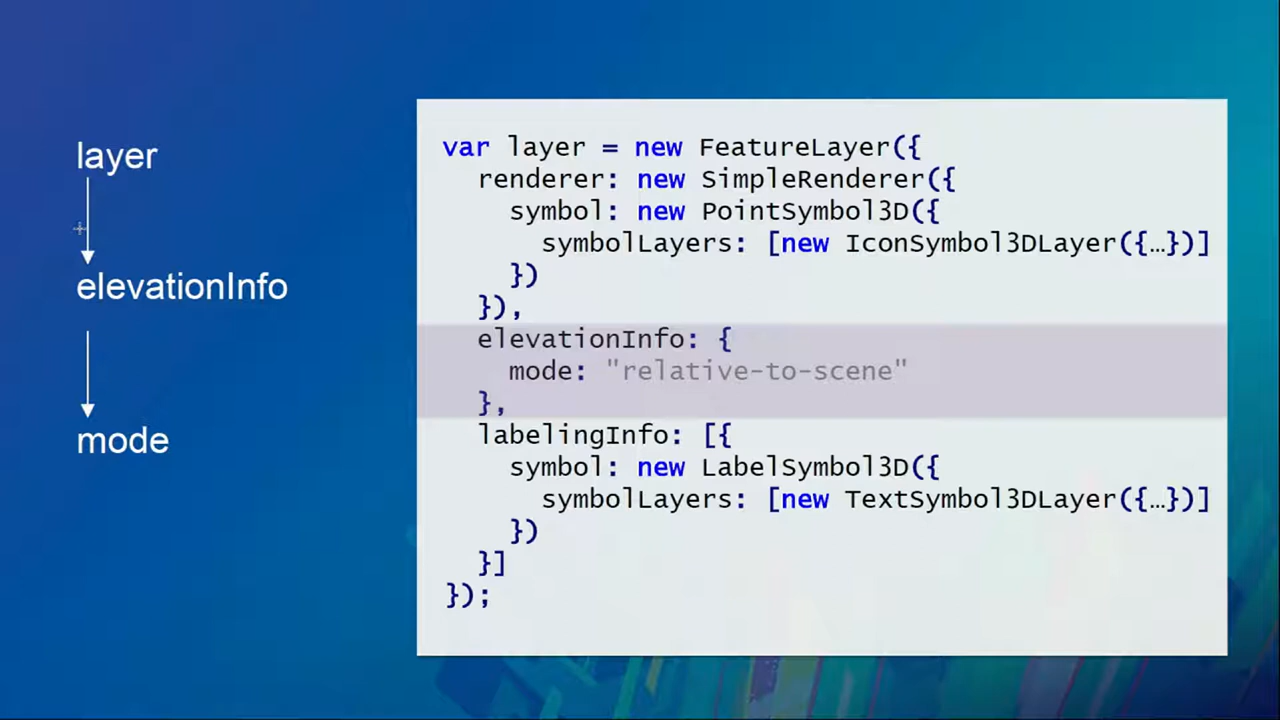 layer
elevationInfo
mode
var layer = new FeatureLayer({
  renderer: new SimpleRenderer({
    symbol: new PointSymbol3D({
      symbolLayers: [new IconSymbol3DLayer({…})]
    })
  }),
  elevationInfo: {
    mode: "relative-to-scene"
  },
  labelingInfo: [{
    symbol: new LabelSymbol3D({
      symbolLayers: [new TextSymbol3DLayer({…})]
    })
  }]
});